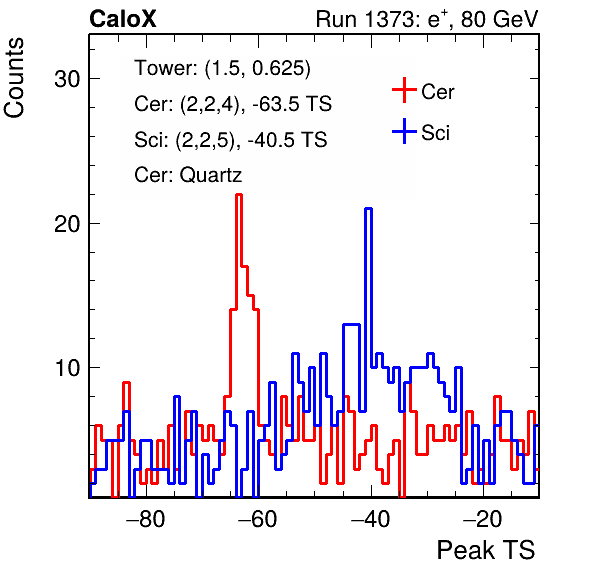 CaloX Run 1373: e⁺, 80 GeV
Counts
Tower: (1.5, 0.625)
Cer: (2,2,4), -63.5 TS
Sci: (2,2,5), -40.5 TS
Cer: Quartz
Cer
Sci
30
20
10
−80 −60 −40 −20
Peak TS